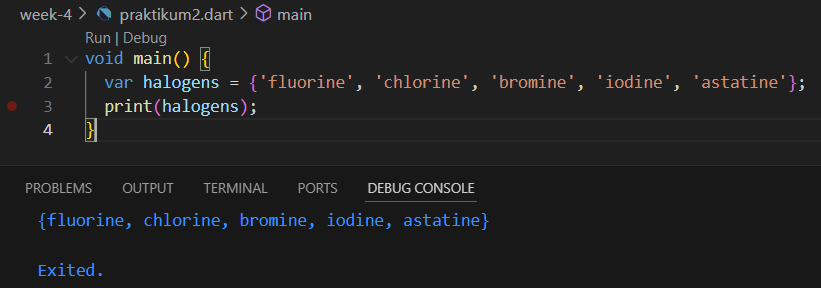 week-4 > praktikum2.dart > main
Run | Debug
1 void main() {
2 var halogens = {'fluorine', 'chlorine', 'bromine', 'iodine', 'astatine'};
3 print(halogens);
4 }
PROBLEMS OUTPUT TERMINAL PORTS DEBUG CONSOLE
{fluorine, chlorine, bromine, iodine, astatine}
Exited.